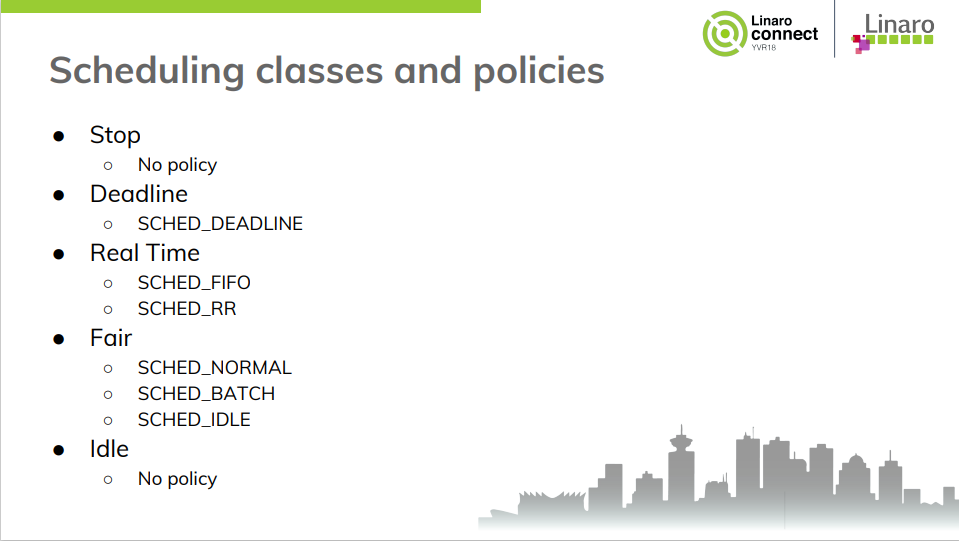 Linaro
connect
YVR18
Linaro
Scheduling classes and policies
● Stop
○ No policy
● Deadline
○ SCHED_DEADLINE
● Real Time
○ SCHED_FIFO
○ SCHED_RR
● Fair
○ SCHED_NORMAL
○ SCHED_BATCH
○ SCHED_IDLE
● Idle
○ No policy